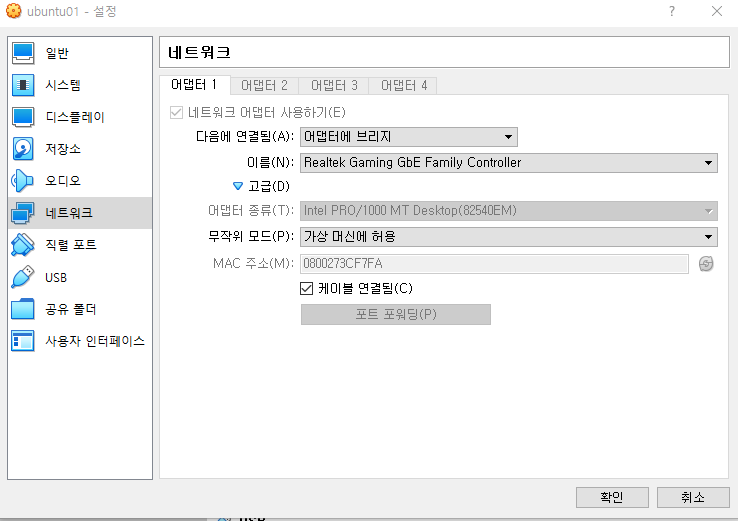 ubuntu01 - 설정
?
일반
시스템
디스플레이
저장소
오디오
네트워크
직렬 포트
USB
공유 폴더
사용자 인터페이스
네트워크
어댑터 1 어댑터 2 어댑터 3 어댑터 4
네트워크 어댑터 사용하기(E)
다음에 연결됨(A): 어댑터에 브리지
이름(N): Realtek Gaming GbE Family Controller
고급(D)
어댑터 종류(T): Intel PRO/1000 MT Desktop(82540EM)
무작위 모드(P): 가상 머신에 허용
MAC 주소(M): 0800273CF7FA
케이블 연결됨(C)
포트 포워딩(P)
확인 취소